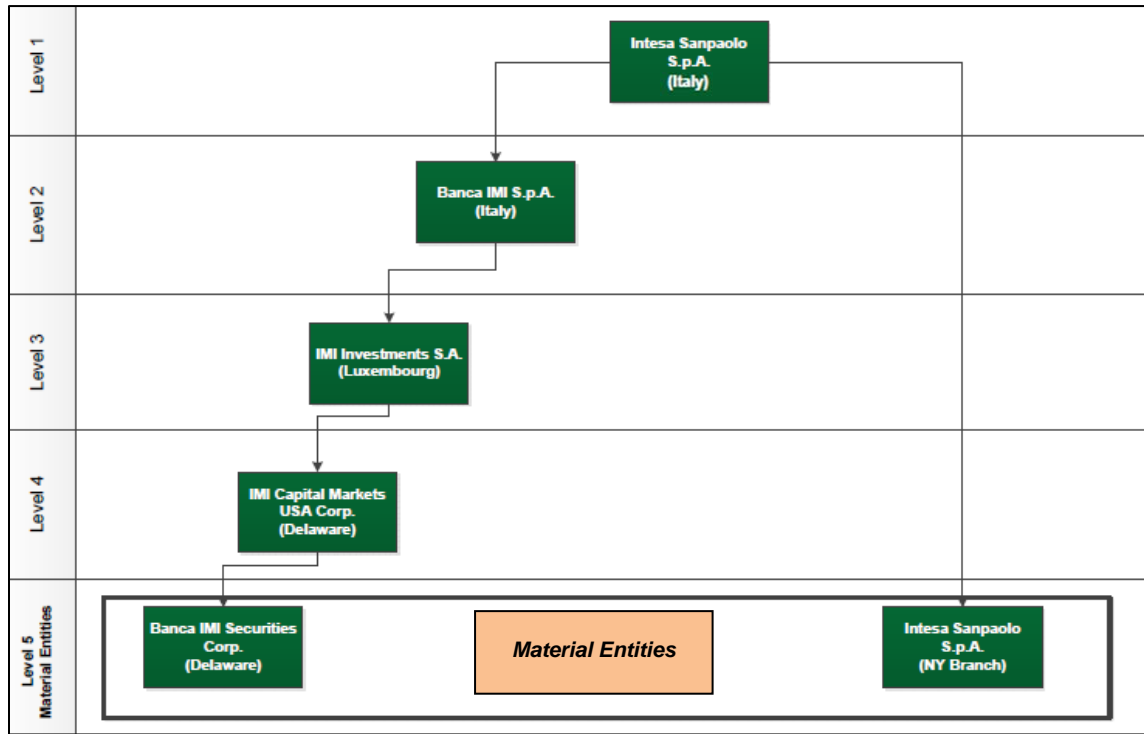 Level 1
Intesa Sanpaolo
S.p.A.
(Italy)
Level 2
Banca IMI S.p.A.
(Italy)
Level 3
IMI Investments S.A.
(Luxembourg)
Level 4
IMI Capital Markets
USA Corp.
(Delaware)
Level 5
Material Entities
Banca IMI Securities
Corp.
(Delaware)
Material Entities
Intesa Sanpaolo
S.p.A.
(NY Branch)